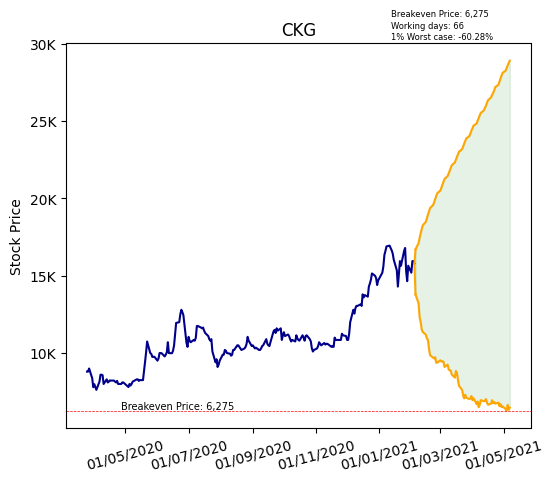 Breakeven Price: 6,275
Working days: 66
1% Worst case: -60.28%
CKG
Stock Price
30K
25K
20K
15K
10K
Breakeven Price: 6,275
01/05/2020
01/07/2020
01/09/2020
01/11/2020
01/01/2021
01/03/2021
01/05/2021